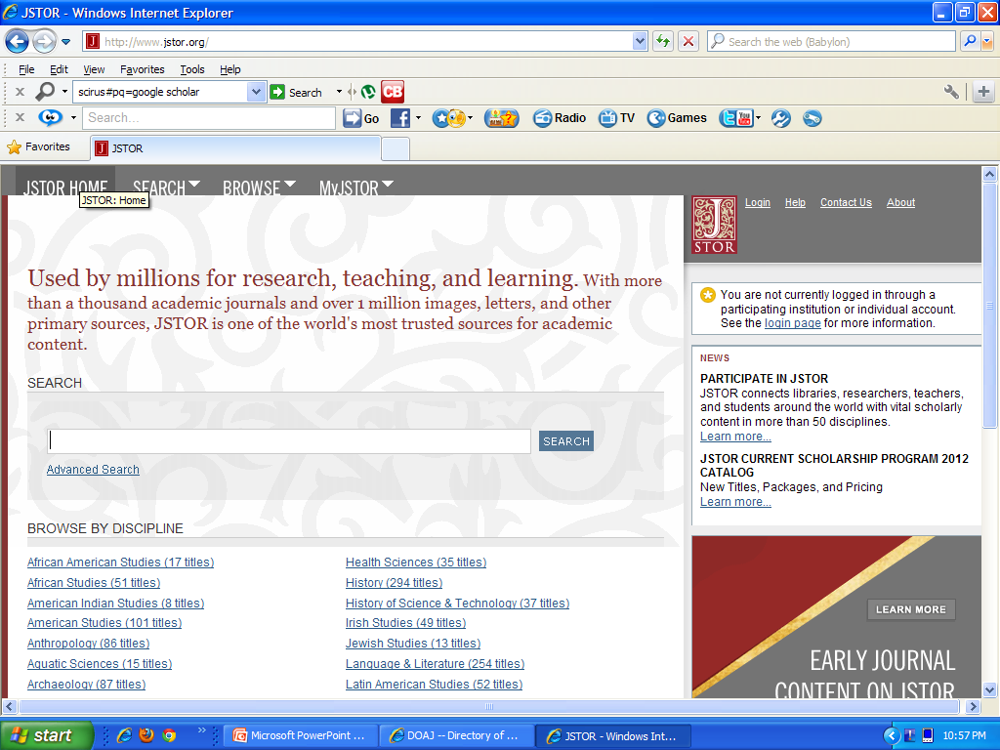 JSTOR - Windows Internet Explorer
http://www.jstor.org/
Search the web (Babylon)
File Edit View Favorites Tools Help
scirus#pq=google scholar Search CB
Search... Go Radio TV Games
Favorites JSTOR
JSTOR HOME SEARCH BROWSE MyJSTOR
JSTOR: Home
JSTOR
Login Help Contact Us About
Used by millions for research, teaching, and learning. With more
than a thousand academic journals and over 1 million images, letters, and other
primary sources, JSTOR is one of the world's most trusted sources for academic
content.
SEARCH
SEARCH
Advanced Search
BROWSE BY DISCIPLINE
African American Studies (17 titles)
African Studies (51 titles)
American Indian Studies (8 titles)
American Studies (101 titles)
Anthropology (86 titles)
Aquatic Sciences (15 titles)
Archaeology (87 titles)
Health Sciences (35 titles)
History (294 titles)
History of Science & Technology (37 titles)
Irish Studies (49 titles)
Jewish Studies (13 titles)
Language & Literature (254 titles)
Latin American Studies (52 titles)
You are not currently logged in through a
participating institution or individual account.
See the login page for more information.
NEWS
PARTICIPATE IN JSTOR
JSTOR connects libraries, researchers, teachers,
and students around the world with vital scholarly
content in more than 50 disciplines.
Learn more...
JSTOR CURRENT SCHOLARSHIP PROGRAM 2012
CATALOG
New Titles, Packages, and Pricing
Learn more...
LEARN MORE
EARLY JOURNAL
CONTENT ON JSTOR
start Microsoft PowerPoint ... DOAJ -- Directory of ... JSTOR - Windows Int... 10:57 PM